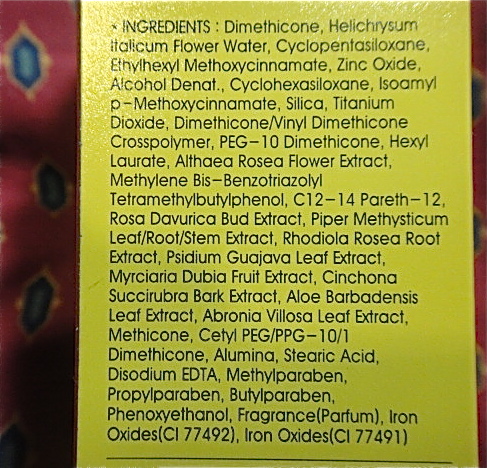 * INGREDIENTS : Dimethicone, Helichrysum
Italicum Flower Water, Cyclopentasiloxane,
Ethylhexyl Methoxycinnamate, Zinc Oxide,
Alcohol Denat., Cyclohexasiloxane, Isoamyl
p-Methoxycinnamate, Silica, Titanium
Dioxide, Dimethicone/Vinyl Dimethicone
Crosspolymer, PEG-10 Dimethicone, Hexyl
Laurate, Althaea Rosea Flower Extract,
Methylene Bis-Benzotriazolyl
Tetramethylbutylphenol, C12-14 Pareth-12,
Rosa Davurica Bud Extract, Piper Methysticum
Leaf/Root/Stem Extract, Rhodiola Rosea Root
Extract, Psidium Guajava Leaf Extract,
Myrciaria Dubia Fruit Extract, Cinchona
Succirubra Bark Extract, Aloe Barbadensis
Leaf Extract, Abronia Villosa Leaf Extract,
Methicone, Cetyl PEG/PPG-10/1
Dimethicone, Alumina, Stearic Acid,
Disodium EDTA, Methylparaben,
Propylparaben, Butylparaben,
Phenoxyethanol, Fragrance(Parfum), Iron
Oxides(CI 77492), Iron Oxides(CI 77491)